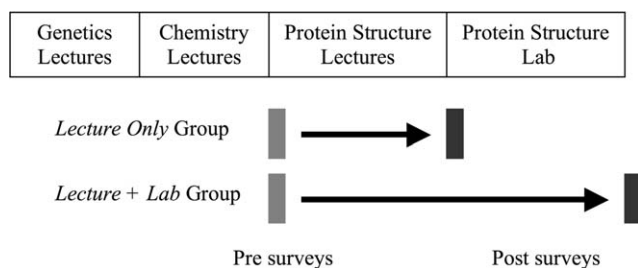 Genetics
Lectures
Chemistry
Lectures
Protein Structure
Lectures
Protein Structure
Lab
Lecture Only Group
Lecture + Lab Group
Pre surveys
Post surveys